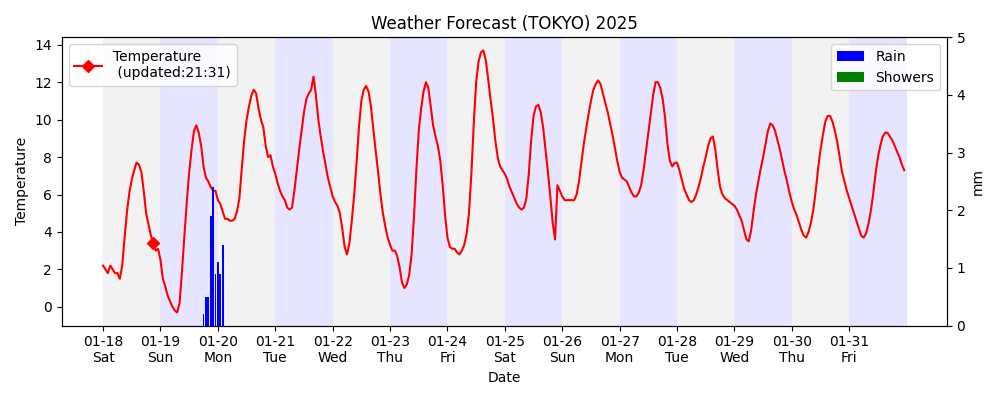 Weather Forecast (TOKYO) 2025
Temperature
(updated:21:31)
Rain
Showers
Temperature
14
12
10
8
6
4
2
0
5
4
3
2
1
0
mm
01-18 01-19 01-20 01-21 01-22 01-23 01-24 01-25 01-26 01-27 01-28 01-29 01-30 01-31
Sat Sun Mon Tue Wed Thu Fri Sat Sun Mon Tue Wed Thu Fri
Date